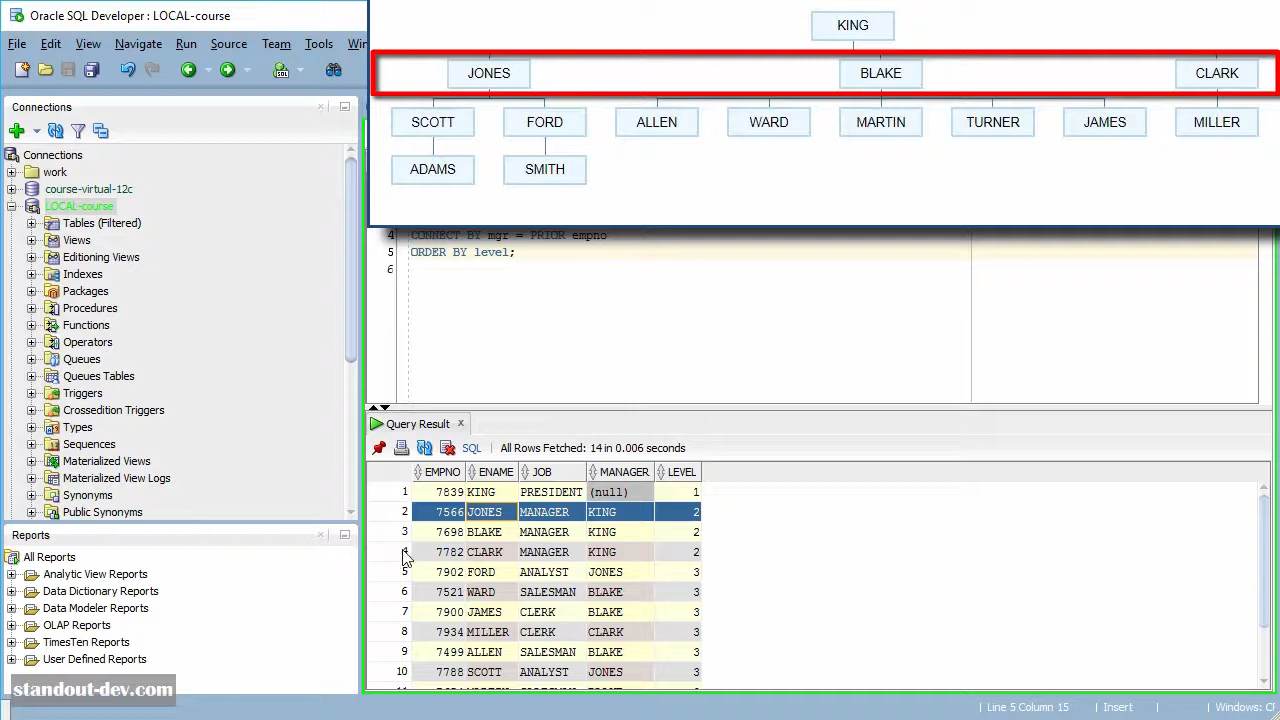 Oracle SQL Developer : LOCAL-course
File Edit View Navigate Run Source Team Tools
Connections
Connections
work
course-virtual-12c
LOCAL-course
Tables (Filtered)
Views
Editioning Views
Indexes
Packages
Procedures
Functions
Operators
Queues
Queues Tables
Triggers
Crossedition Triggers
Types
Sequences
Materialized Views
Materialized View Logs
Synonyms
Public Synonyms
Reports
All Reports
Analytic View Reports
Data Dictionary Reports
Data Modeler Reports
OLAP Reports
TimesTen Reports
User Defined Reports
standout-dev.com
KING
JONES BLAKE CLARK
SCOTT FORD ALLEN WARD MARTIN TURNER JAMES MILLER
ADAMS SMITH
4 CONNECT BY mgr = PRIOR empno
5 ORDER BY level;
6
Query Result
SQL All Rows Fetched: 14 in 0.006 seconds
EMPNO ENAME JOB MANAGER LEVEL
1 7839 KING PRESIDENT (null) 1
2 7566 JONES MANAGER KING 2
3 7698 BLAKE MANAGER KING 2
4 7782 CLARK MANAGER KING 2
5 7902 FORD ANALYST JONES 3
6 7521 WARD SALESMAN BLAKE 3
7 7900 JAMES CLERK BLAKE 3
8 7934 MILLER CLERK CLARK 3
9 7499 ALLEN SALESMAN BLAKE 3
10 7788 SCOTT ANALYST JONES 3
Line 5 Column 15 Insert Windows: